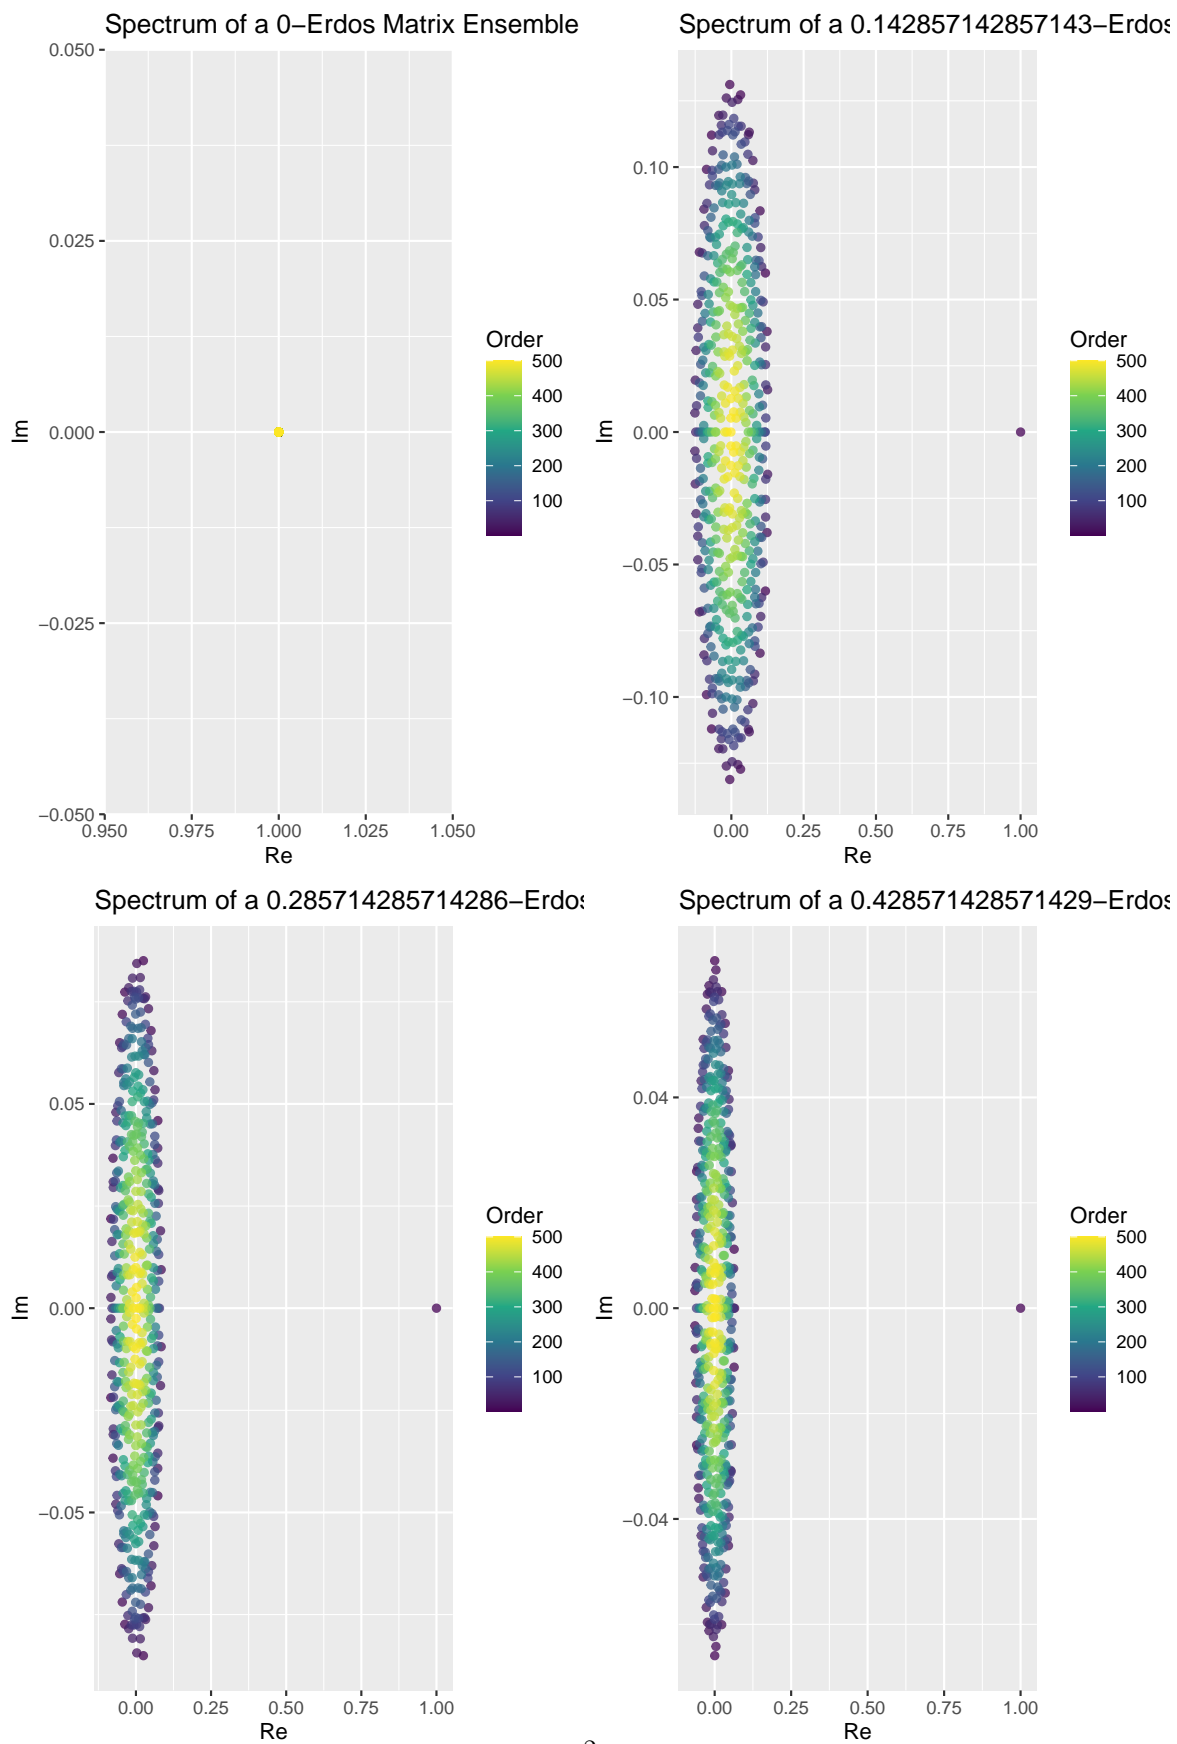 Spectrum of a 0−Erdos Matrix Ensemble
0.050
0.025
0.000
−0.025
−0.050
Im
0.950 0.975 1.000 1.025 1.050
Re
Order
500
400
300
200
100
Spectrum of a 0.142857142857143−Erdos
0.10
0.05
0.00
−0.05
−0.10
Im
0.00 0.25 0.50 0.75 1.00
Re
Order
500
400
300
200
100
Spectrum of a 0.285714285714286−Erdos
0.05
0.00
−0.05
Im
0.00 0.25 0.50 0.75 1.00
Re
Order
500
400
300
200
100
Spectrum of a 0.428571428571429−Erdos
0.04
0.00
−0.04
Im
0.00 0.25 0.50 0.75 1.00
Re
Order
500
400
300
200
100